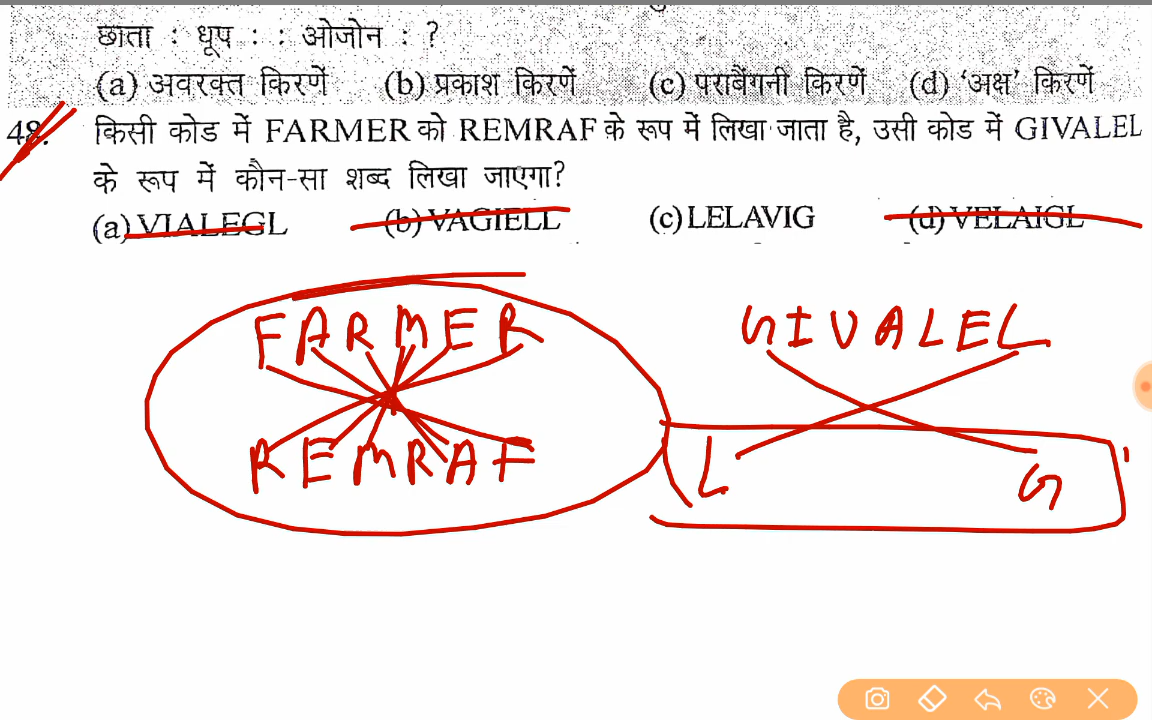 छाता : धूप : : ओजोन : ?
(a) अवरक्त किरणें (b) प्रकाश किरणें (c) पराबैंगनी किरणें (d) ‘अक्ष’ किरणें
48. किसी कोड में FARMER को REMRAF के रूप में लिखा जाता है, उसी कोड में GIVALEL
के रूप में कौन-सा शब्द लिखा जाएगा?
(a) VIALEGL (b) VAGIELL (c) LELAVIG (d) VELAIGL
FARMER GIVALEL
REMRAF L G